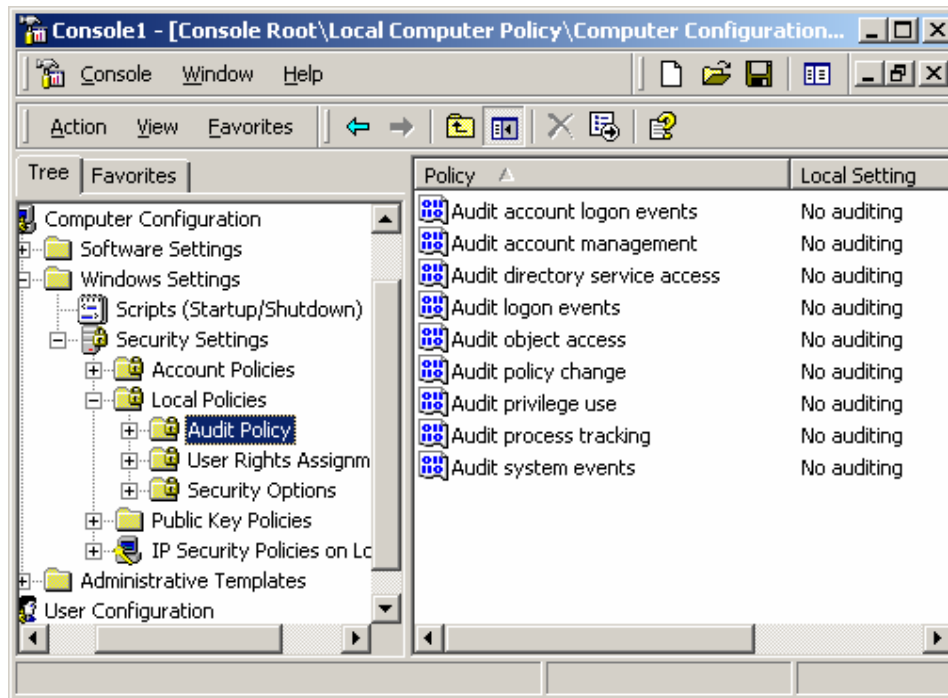 Console1 - [Console Root\Local Computer Policy\Computer Configuration...
Console Window Help
Action View Favorites
Tree Favorites
Computer Configuration
Software Settings
Windows Settings
Scripts (Startup/Shutdown)
Security Settings
Account Policies
Local Policies
Audit Policy
User Rights Assignm
Security Options
Public Key Policies
IP Security Policies on Lc
Administrative Templates
User Configuration
Policy Local Setting
Audit account logon events No auditing
Audit account management No auditing
Audit directory service access No auditing
Audit logon events No auditing
Audit object access No auditing
Audit policy change No auditing
Audit privilege use No auditing
Audit process tracking No auditing
Audit system events No auditing